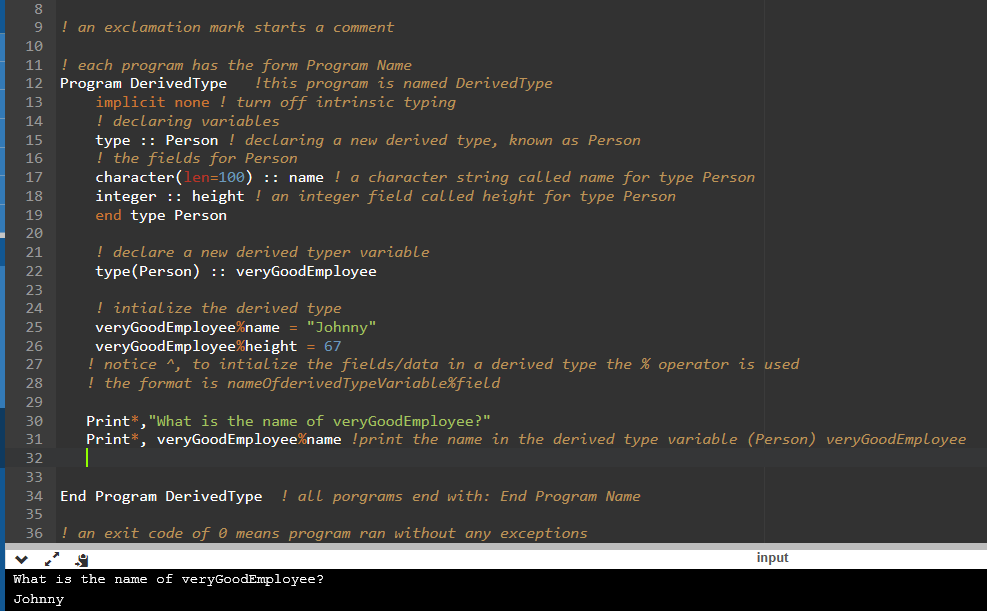 8
9 ! an exclamation mark starts a comment
10
11 ! each program has the form Program Name
12 Program DerivedType !this program is named DerivedType
13 implicit none ! turn off intrinsic typing
14 ! declaring variables
15 type :: Person ! declaring a new derived type, known as Person
16 ! the fields for Person
17 character(len=100) :: name ! a character string called name for type Person
18 integer :: height ! an integer field called height for type Person
19 end type Person
20
21 ! declare a new derived typer variable
22 type(Person) :: veryGoodEmployee
23
24 ! intialize the derived type
25 veryGoodEmployee%name = "Johnny"
26 veryGoodEmployee%height = 67
27 ! notice ^, to intialize the fields/data in a derived type the % operator is used
28 ! the format is nameOfderivedTypeVariable%field
29
30 Print*,"What is the name of veryGoodEmployee?"
31 Print*, veryGoodEmployee%name !print the name in the derived type variable (Person) veryGoodEmployee
32
33
34 End Program DerivedType ! all porgrams end with: End Program Name
35
36 ! an exit code of 0 means program ran without any exceptions
input
What is the name of veryGoodEmployee?
Johnny